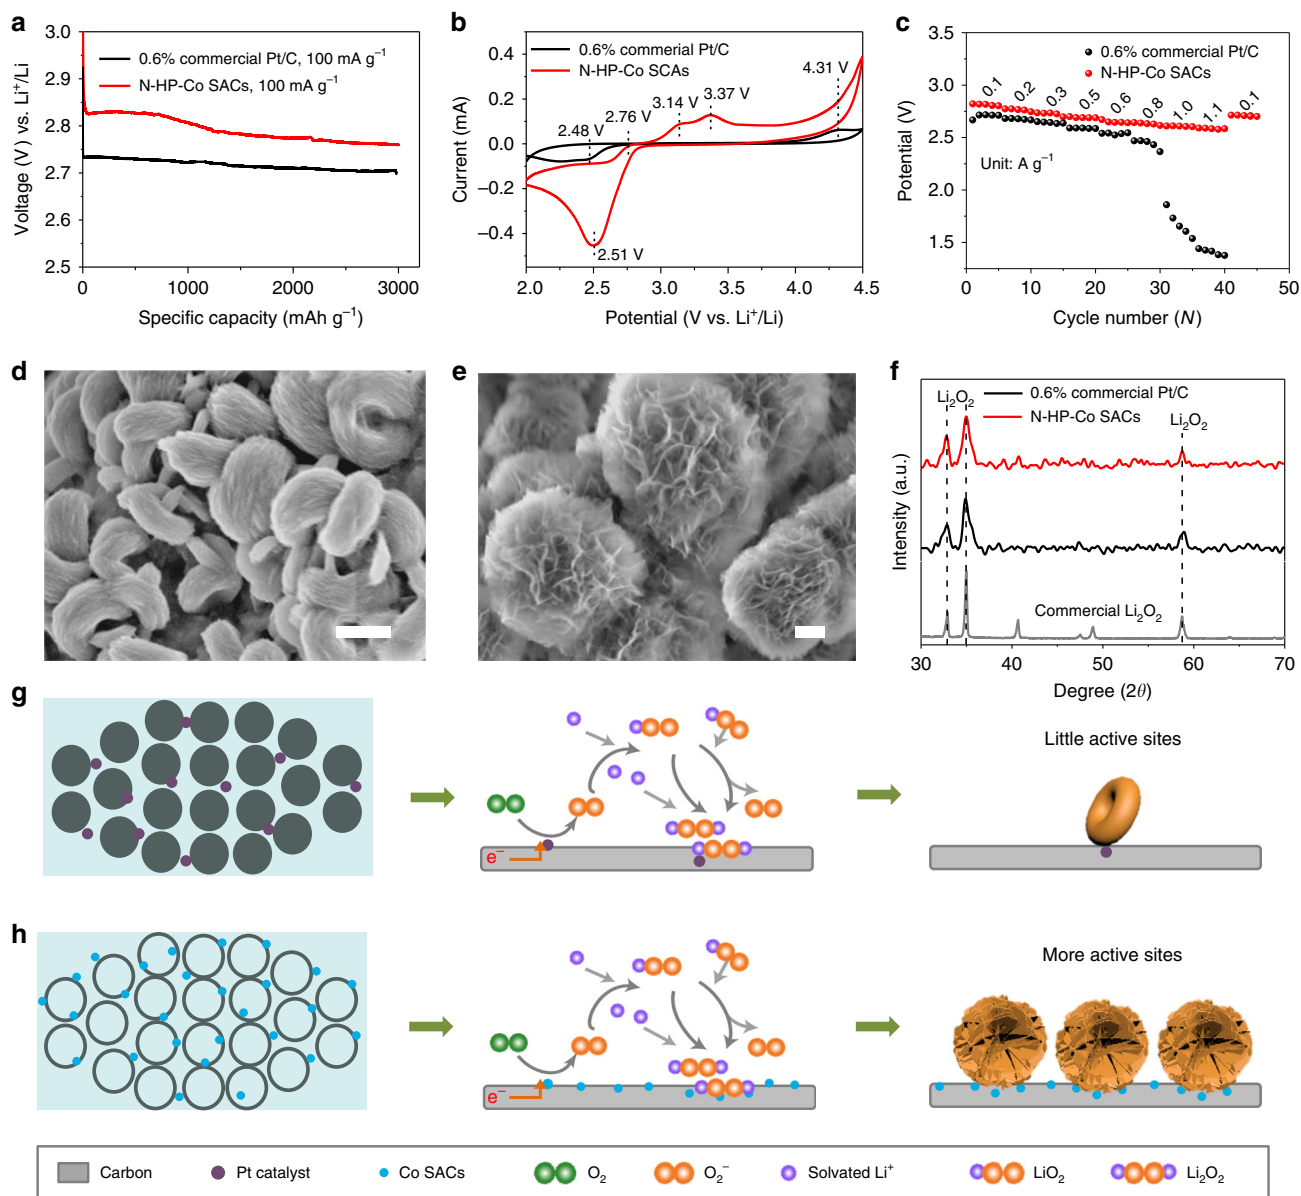 a
3.0
2.9
2.8
2.7
2.6
2.5
Voltage (V) vs. Li⁺/Li
0.6% commercial Pt/C, 100 mA g⁻¹
N-HP-Co SACs, 100 mA g⁻¹
0
1000
2000
3000
Specific capacity (mAh g⁻¹)
b
0.4
0.2
0.0
−0.2
−0.4
Current (mA)
0.6% commerial Pt/C
N-HP-Co SCAs
4.31 V
3.37 V
3.14 V
2.76 V
2.48 V
2.51 V
2.0
2.5
3.0
3.5
4.0
4.5
Potential (V vs. Li⁺/Li)
c
3.5
3.0
2.5
2.0
1.5
Potential (V)
0.6% commercial Pt/C
N-HP-Co SACs
0.1
0.2
0.3
0.5
0.6
0.8
1.0
1.1
0.1
Unit: A g⁻¹
0
10
20
30
40
50
Cycle number (N)
d
e
f
Intensity (a.u.)
0.6% commercial Pt/C
N-HP-Co SACs
Li₂O₂
Li₂O₂
Commercial Li₂O₂
30
40
50
60
70
Degree (2θ)
g
e⁻
Little active sites
h
e⁻
More active sites
Carbon
Pt catalyst
Co SACs
O₂
O₂⁻
Solvated Li⁺
LiO₂
Li₂O₂